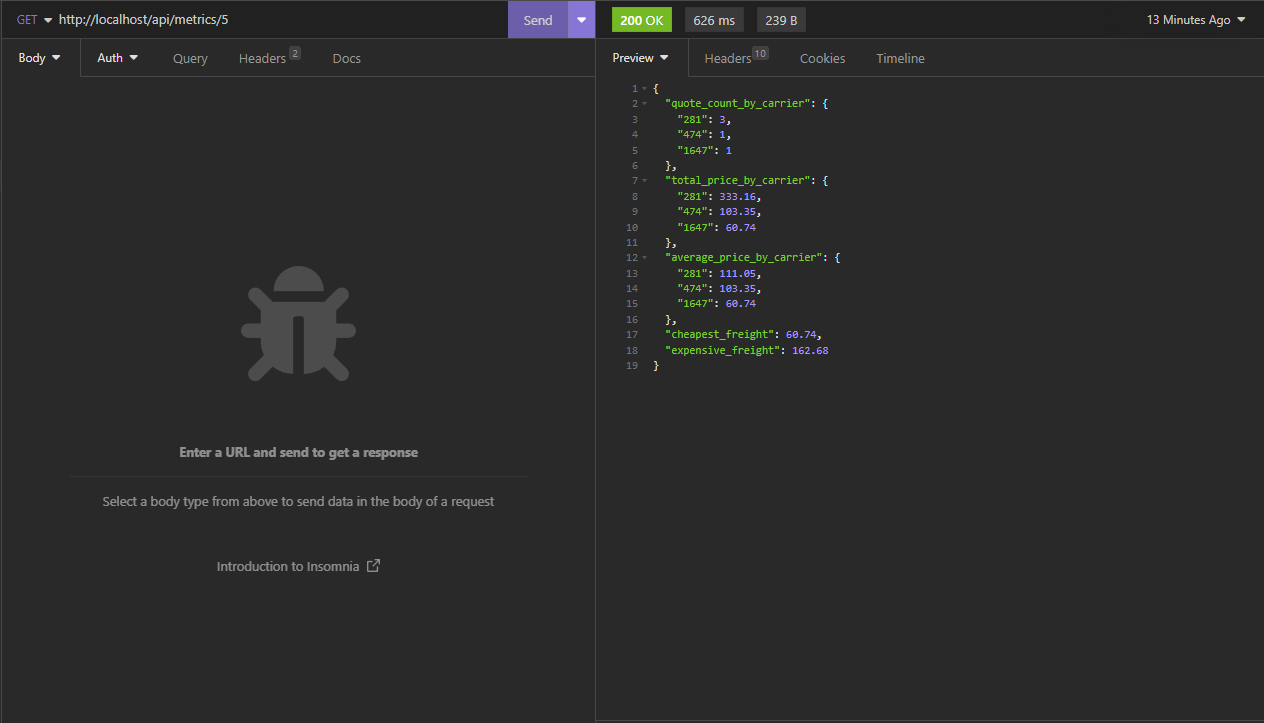 GET http://localhost/api/metrics/5 Send 200 OK 626 ms 239 B 13 Minutes Ago
Body Auth Query Headers 2 Docs
Enter a URL and send to get a response
Select a body type from above to send data in the body of a request
Introduction to Insomnia
Preview Headers 10 Cookies Timeline
1 {
2 "quote_count_by_carrier": {
3 "281": 3,
4 "474": 1,
5 "1647": 1
6 },
7 "total_price_by_carrier": {
8 "281": 333.16,
9 "474": 103.35,
10 "1647": 60.74
11 },
12 "average_price_by_carrier": {
13 "281": 111.05,
14 "474": 103.35,
15 "1647": 60.74
16 },
17 "cheapest_freight": 60.74,
18 "expensive_freight": 162.68
19 }